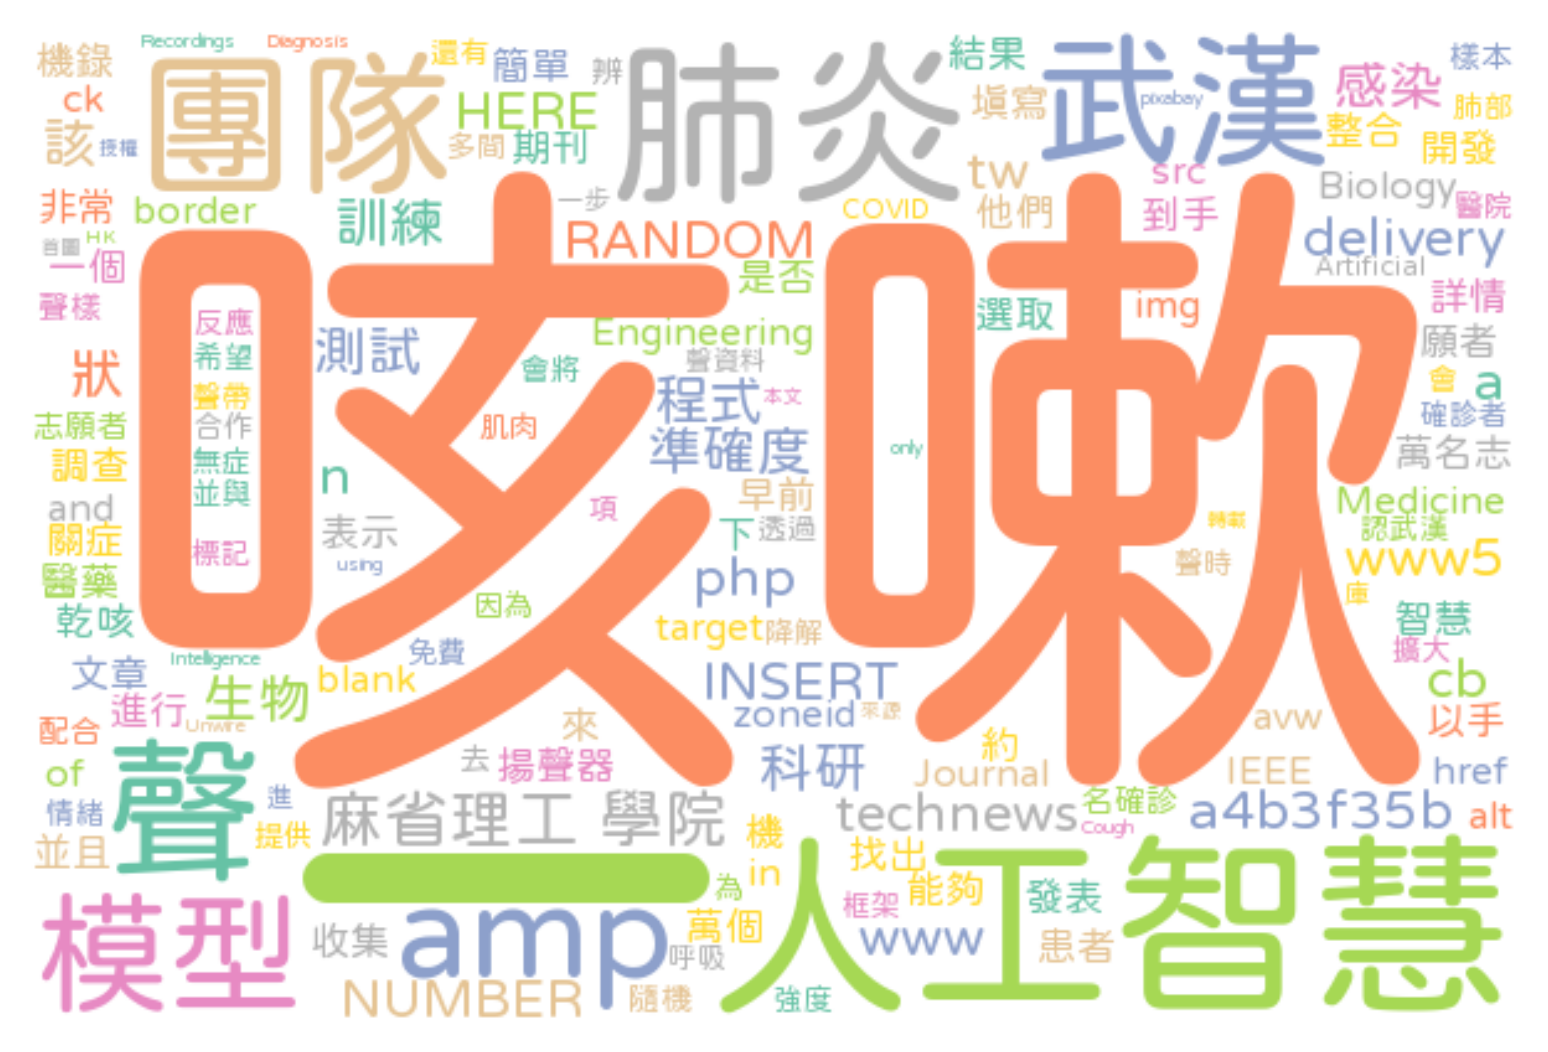 機錄
Recordings
Diagnosis
還有
簡單
辨
結果
樣本
團隊
肺炎
武漢
pixabay
感染
肺部
ck
HERE
填寫
整合
開發
該
授權
多間
期刊
tw
src
Biology
醫院
非常
border
訓練
一步
COVID
他們
到手
delivery
首圖
HK
一個
RANDOM
是否
Artificial
聲樣
咳嗽
選取
img
詳情
反應
希望
聲帶
合作
無症
並與
標記
測試
Engineering
會將
聲資料
願者
狀
程式
本文
會
a
志願者
肌肉
準確度
only
確診者
調查
n
早前
萬名志
and
表示
項
下
透過
轉載
Medicine
關症
using
聲時
認武漢
醫藥
因為
php
庫
www5
乾咳
target
降解
智慧
Intelligence
免費
擴大
文章
生物
blank
INSERT
cb
進行
Unwire
來
zoneid
來源
avw
以手
配合
聲
去
揚聲器
科研
約
Journal
IEEE
href
of
情緒
進
麻省理工 學院
technews
名確診
a4b3f35b
alt
並且
提供
機
Cough
一
為
in
找出
人工智慧
模型
收集
amp
萬個
框架
能夠
發表
呼吸
www
患者
NUMBER
隨機
強度